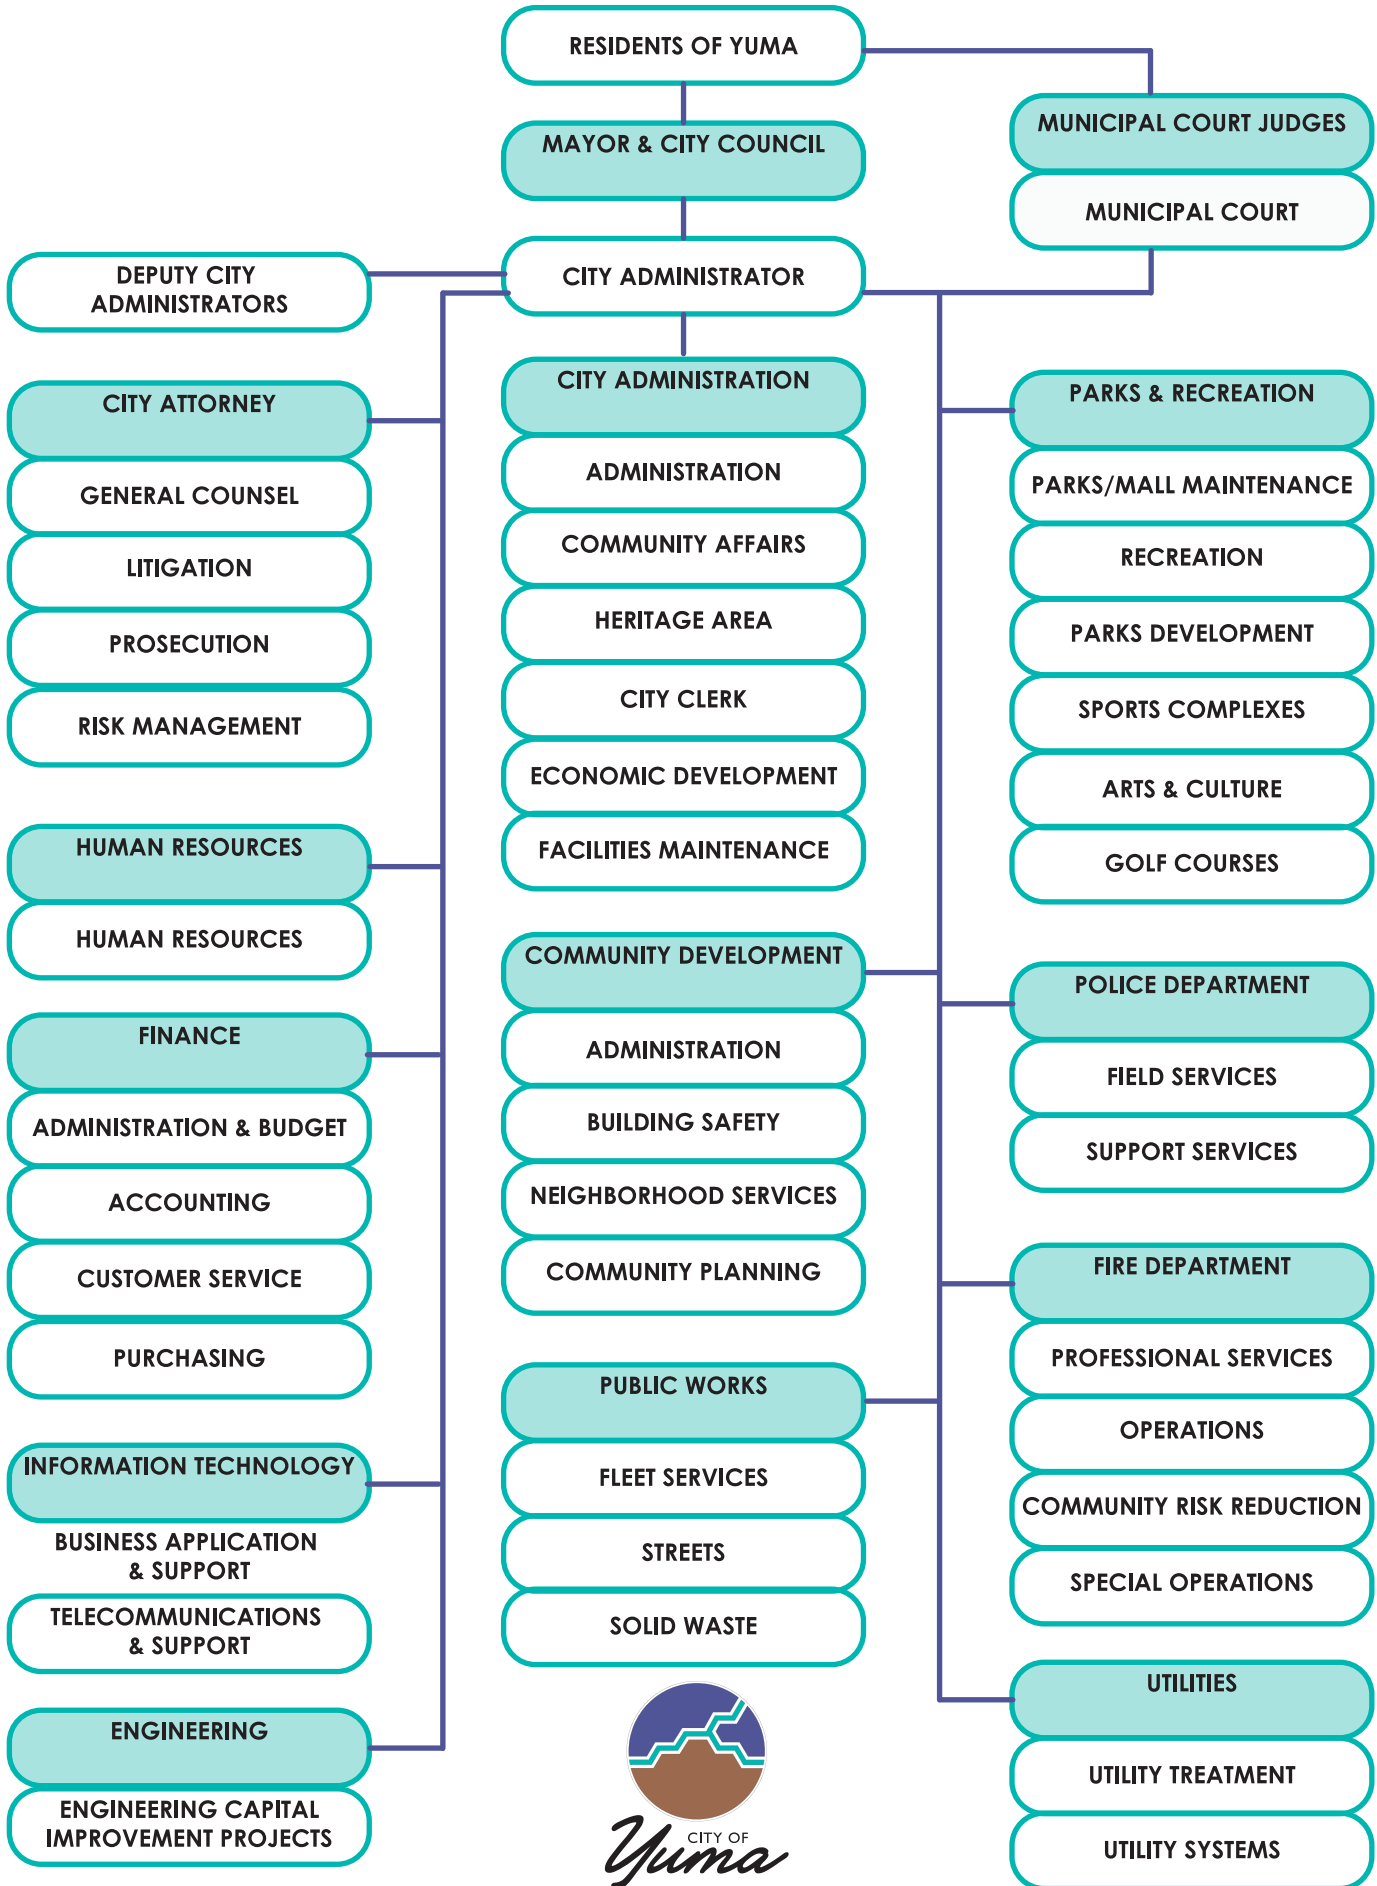 RESIDENTS OF YUMA
MAYOR & CITY COUNCIL
MUNICIPAL COURT JUDGES
MUNICIPAL COURT
CITY ADMINISTRATOR
DEPUTY CITY
ADMINISTRATORS
CITY ATTORNEY
GENERAL COUNSEL
LITIGATION
PROSECUTION
RISK MANAGEMENT
HUMAN RESOURCES
HUMAN RESOURCES
FINANCE
ADMINISTRATION & BUDGET
ACCOUNTING
CUSTOMER SERVICE
PURCHASING
INFORMATION TECHNOLOGY
BUSINESS APPLICATION
& SUPPORT
TELECOMMUNICATIONS
& SUPPORT
ENGINEERING
ENGINEERING CAPITAL
IMPROVEMENT PROJECTS
CITY ADMINISTRATION
ADMINISTRATION
COMMUNITY AFFAIRS
HERITAGE AREA
CITY CLERK
ECONOMIC DEVELOPMENT
FACILITIES MAINTENANCE
COMMUNITY DEVELOPMENT
ADMINISTRATION
BUILDING SAFETY
NEIGHBORHOOD SERVICES
COMMUNITY PLANNING
PUBLIC WORKS
FLEET SERVICES
STREETS
SOLID WASTE
CITY OF
Yuma
PARKS & RECREATION
PARKS/MALL MAINTENANCE
RECREATION
PARKS DEVELOPMENT
SPORTS COMPLEXES
ARTS & CULTURE
GOLF COURSES
POLICE DEPARTMENT
FIELD SERVICES
SUPPORT SERVICES
FIRE DEPARTMENT
PROFESSIONAL SERVICES
OPERATIONS
COMMUNITY RISK REDUCTION
SPECIAL OPERATIONS
UTILITIES
UTILITY TREATMENT
UTILITY SYSTEMS